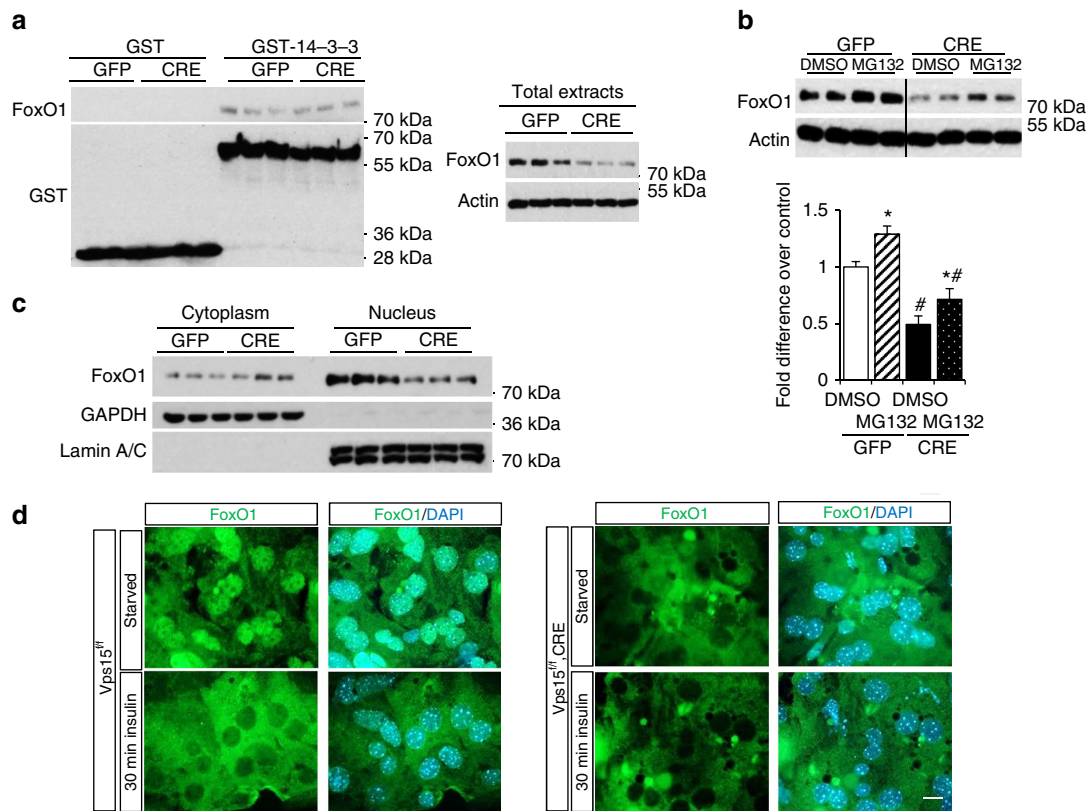 a
GST GST-14–3–3
GFP CRE GFP CRE
FoxO1
70 kDa
70 kDa
55 kDa
GST
36 kDa
28 kDa
Total extracts
GFP CRE
FoxO1
70 kDa
55 kDa
Actin
b
GFP CRE
DMSO MG132 DMSO MG132
FoxO1
70 kDa
55 kDa
Actin
Fold difference over control
1.5
1
0.5
0
*
#
*#
DMSO DMSO
MG132 MG132
GFP CRE
c
Cytoplasm Nucleus
GFP CRE GFP CRE
FoxO1
70 kDa
GAPDH
36 kDa
Lamin A/C
70 kDa
d
FoxO1 FoxO1/DAPI
Vps15f/f
Starved
30 min insulin
FoxO1 FoxO1/DAPI
Vps15f/f,CRE
Starved
30 min insulin